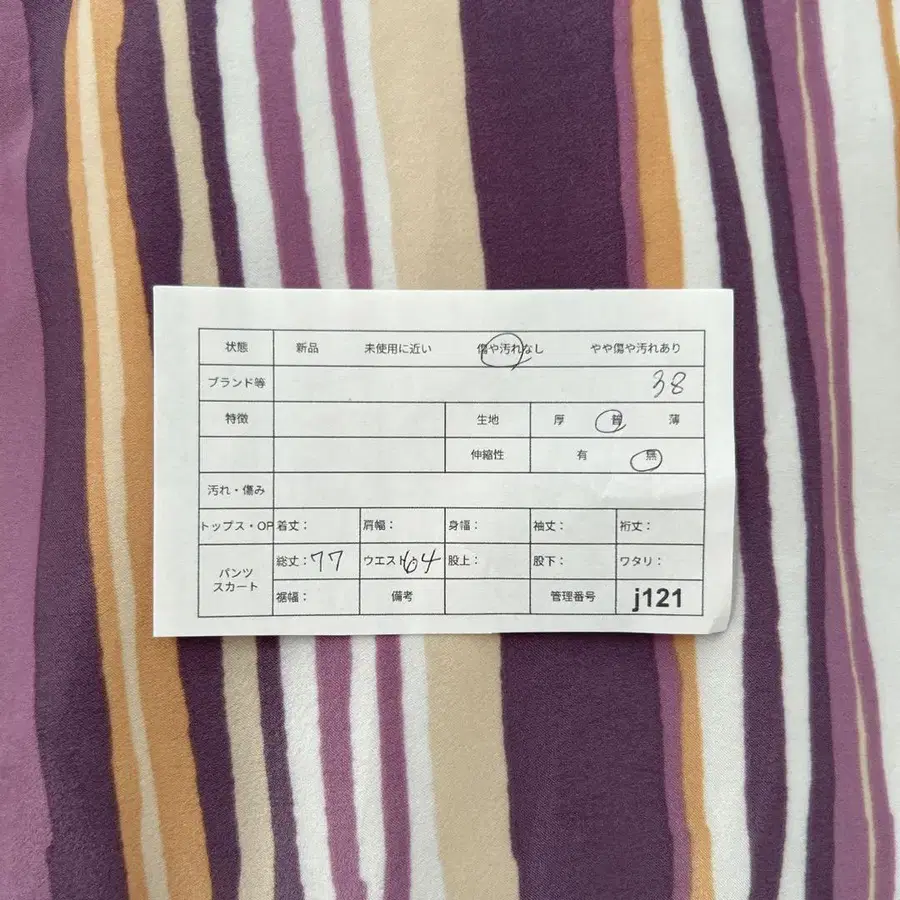 状態 新品 未使用に近い 傷や汚れなし やや傷や汚れあり
ブランド等 38
特徴 生地 厚 普 薄
伸縮性 有 無
汚れ・傷み
トップス・OP 着丈： 肩幅： 身幅： 袖丈： 裄丈：
パンツ スカート 総丈：77 ウエスト：64 股上： 股下： ワタリ：
裾幅： 備考 管理番号 j121